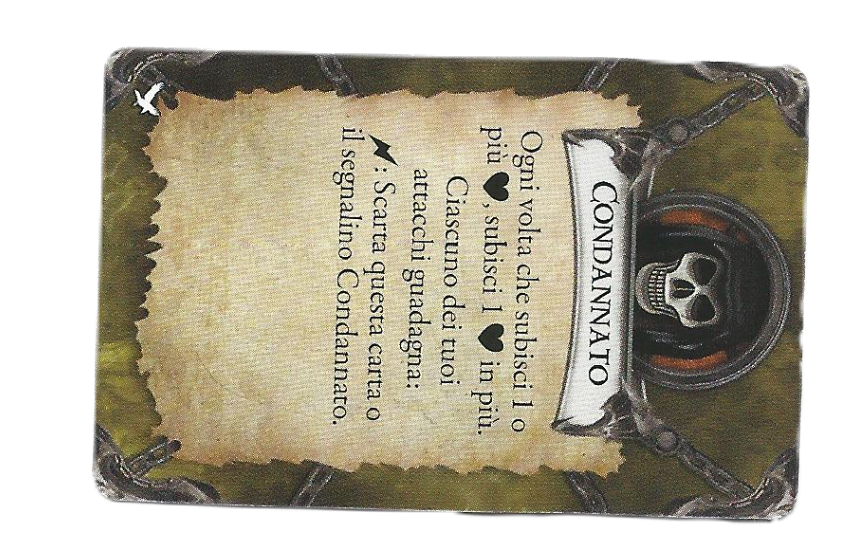 CONDANNATO
Ogni volta che subisci 1 o
più ♥, subisci 1 ♥ in più.
Ciascuno dei tuoi
attacchi guadagna:
: Scarta questa carta o
il segnalino Condannato.